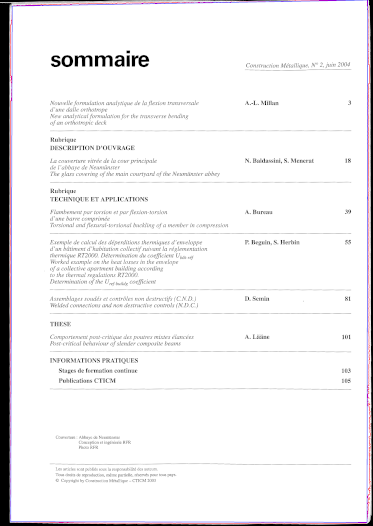 sommaire
Construction Métallique, N° 2, juin 2004
Nouvelle formulation analytique de la flexion transversale A.-L. Millan 3
d'une dalle orthotrope
New analytical formulation for the transverse bending
of an orthotropic deck
Rubrique
DESCRIPTION D'OUVRAGE
La couverture vitrée de la cour principale N. Baldassini, S. Monerat 18
de l'abbaye de Neumünster
The glass covering of the main courtyard of the Neumünster abbey
Rubrique
TECHNIQUE ET APPLICATIONS
Flambement par torsion et par flexion-torsion A. Bureau 39
d'une barre comprimée
Torsional and flexural-torsional buckling of a member in compression
Exemple de calcul des déperditions thermiques d'enveloppe P. Beguin, S. Herbin 55
d'un bâtiment d'habitation collectif suivant la réglementation
thermique RT2000. Détermination du coefficient U
Worked example on the heat losses in the envelope
of a collective apartment building according
to the thermal regulations RT2000.
Determination of the U coefficient
Assemblages soudés et contrôles non destructifs (C.N.D.) D. Semin 81
Welded connections and non destructive controls (N.D.C.)
THESE
Comportement post-critique des poutres mixtes élancées A. Lääne 101
Post-critical behaviour of slender composite beams
INFORMATIONS PRATIQUES
Stages de formation continue 103
Publications CTICM 105
Couverture : Abbaye de Neumünster
Conception et ingénierie RFR
Photo RFR
Les articles sont publiés sous la responsabilité des auteurs.
Tous droits de reproduction, même partielle, réservés pour tous pays.
© Copyright by Construction Métallique – CTICM 2003